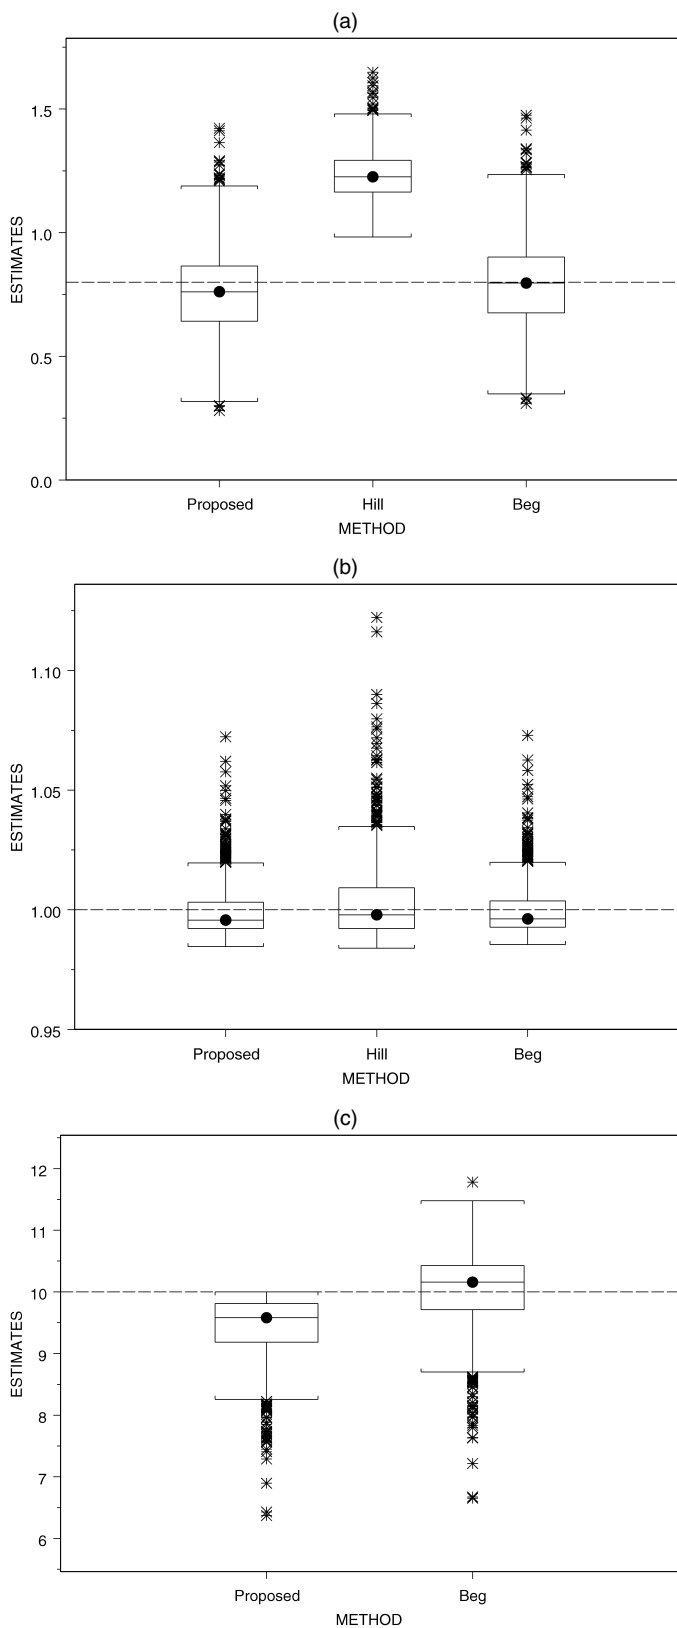 (a)
1.5
1.0
0.5
0.0
ESTIMATES
Proposed Hill Beg
METHOD
(b)
1.10
1.05
1.00
0.95
ESTIMATES
Proposed Hill Beg
METHOD
(c)
12
11
10
9
8
7
6
ESTIMATES
Proposed Beg
METHOD